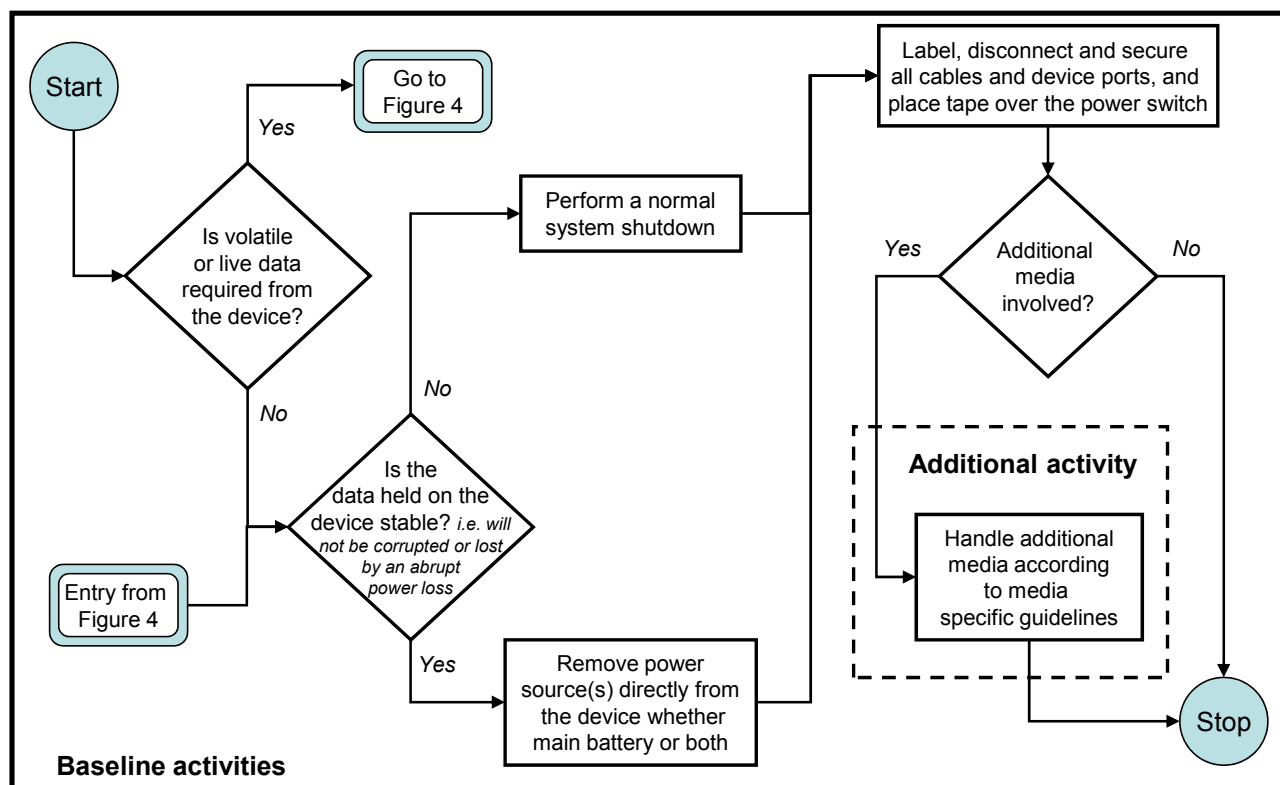 Start
Go to
Figure 4
Yes
Is volatile
or live data
required from
the device?
No
Entry from
Figure 4
Is the
data held on the
device stable? i.e. will
not be corrupted or lost
by an abrupt
power loss
No
Perform a normal
system shutdown
Yes
Remove power
source(s) directly from
the device whether
main battery or both
Label, disconnect and secure
all cables and device ports, and
place tape over the power switch
Additional
media
involved?
Yes
No
Additional activity
Handle additional
media according
to media
specific guidelines
Stop
Baseline activities